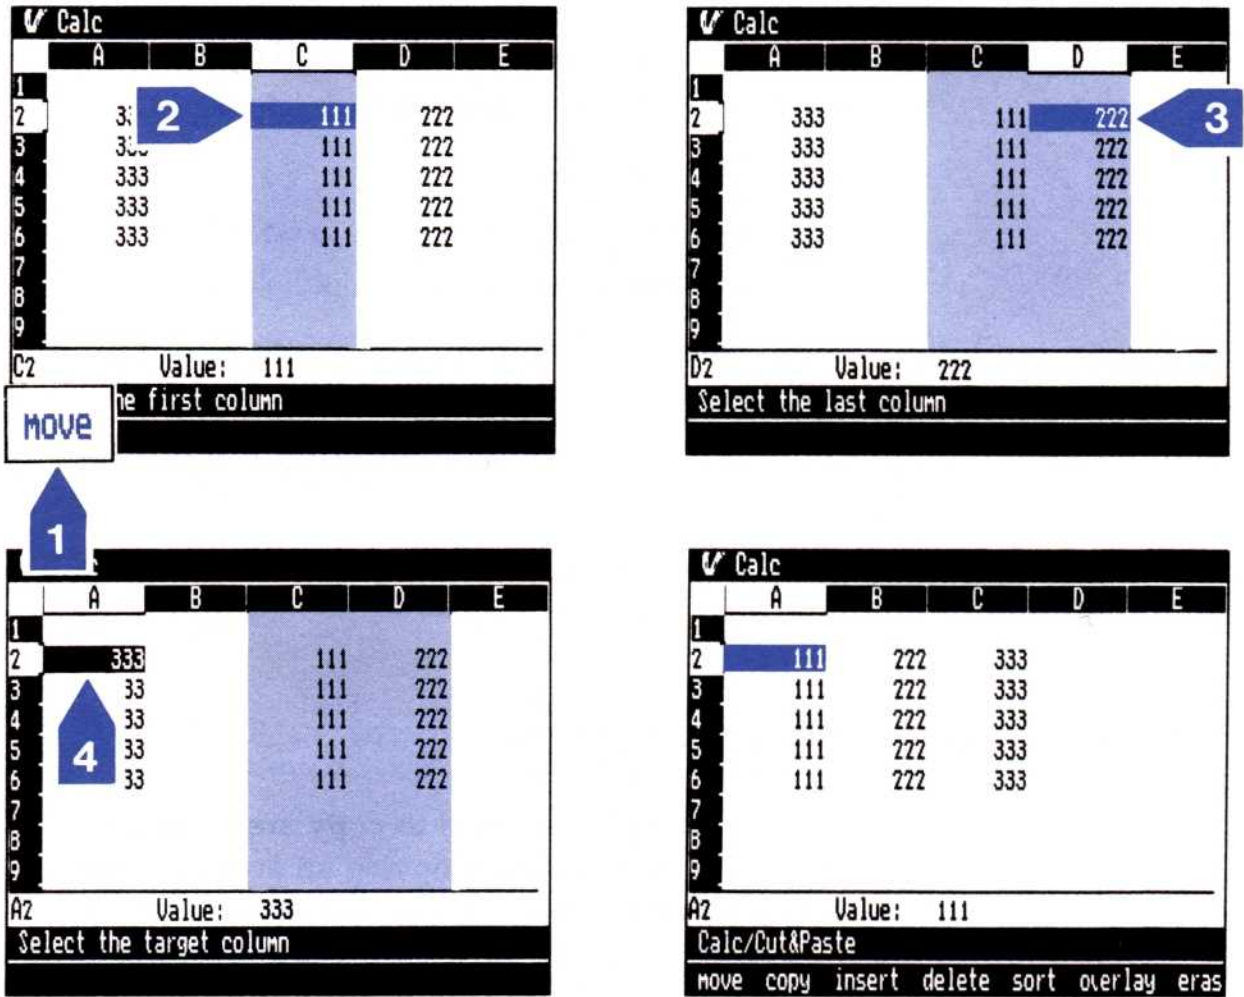 Calc
A B C D E
1
2 2 111 222
3 111 222
4 333 111 222
5 333 111 222
6 333 111 222
7
8
9
C2 Value: 111
he first column
move
1
Calc
A B C D E
1
2 333 111 222 3
3 333 111 222
4 333 111 222
5 333 111 222
6 333 111 222
7
8
9
D2 Value: 222
Select the last column
A B C D E
1
2 333 111 222
3 33 111 222
4 33 111 222
5 4 33 111 222
6 33 111 222
7
8
9
A2 Value: 333
Select the target column
Calc
A B C D E
1
2 111 222 333
3 111 222 333
4 111 222 333
5 111 222 333
6 111 222 333
7
8
9
A2 Value: 111
Calc/Cut&Paste
move copy insert delete sort overlay eras